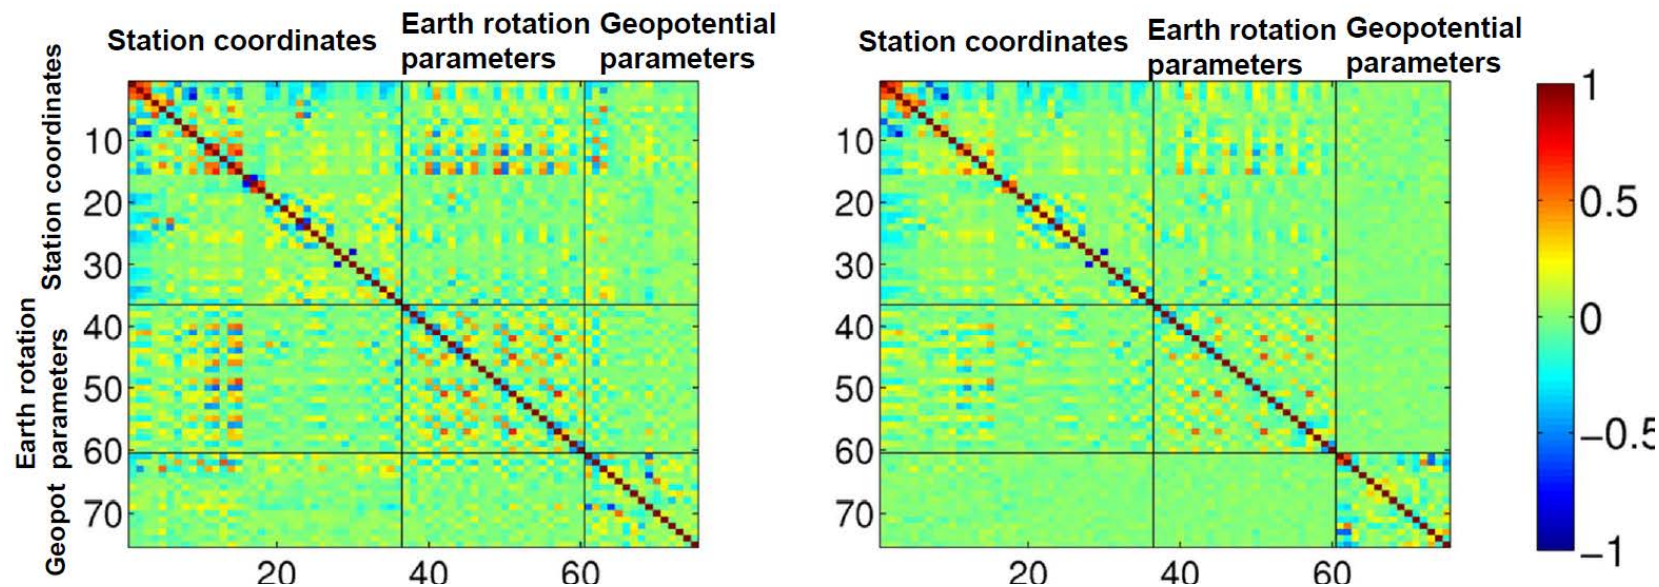 Station coordinates
Earth rotation
parameters
Geopotential
parameters
Station coordinates
Earth rotation
parameters
Geopotential
parameters
Station coordinates
Earth rotation
parameters
Geopot
10
20
30
40
50
60
70
20
40
60
10
20
30
40
50
60
70
20
40
60
1
0.5
0
−0.5
−1